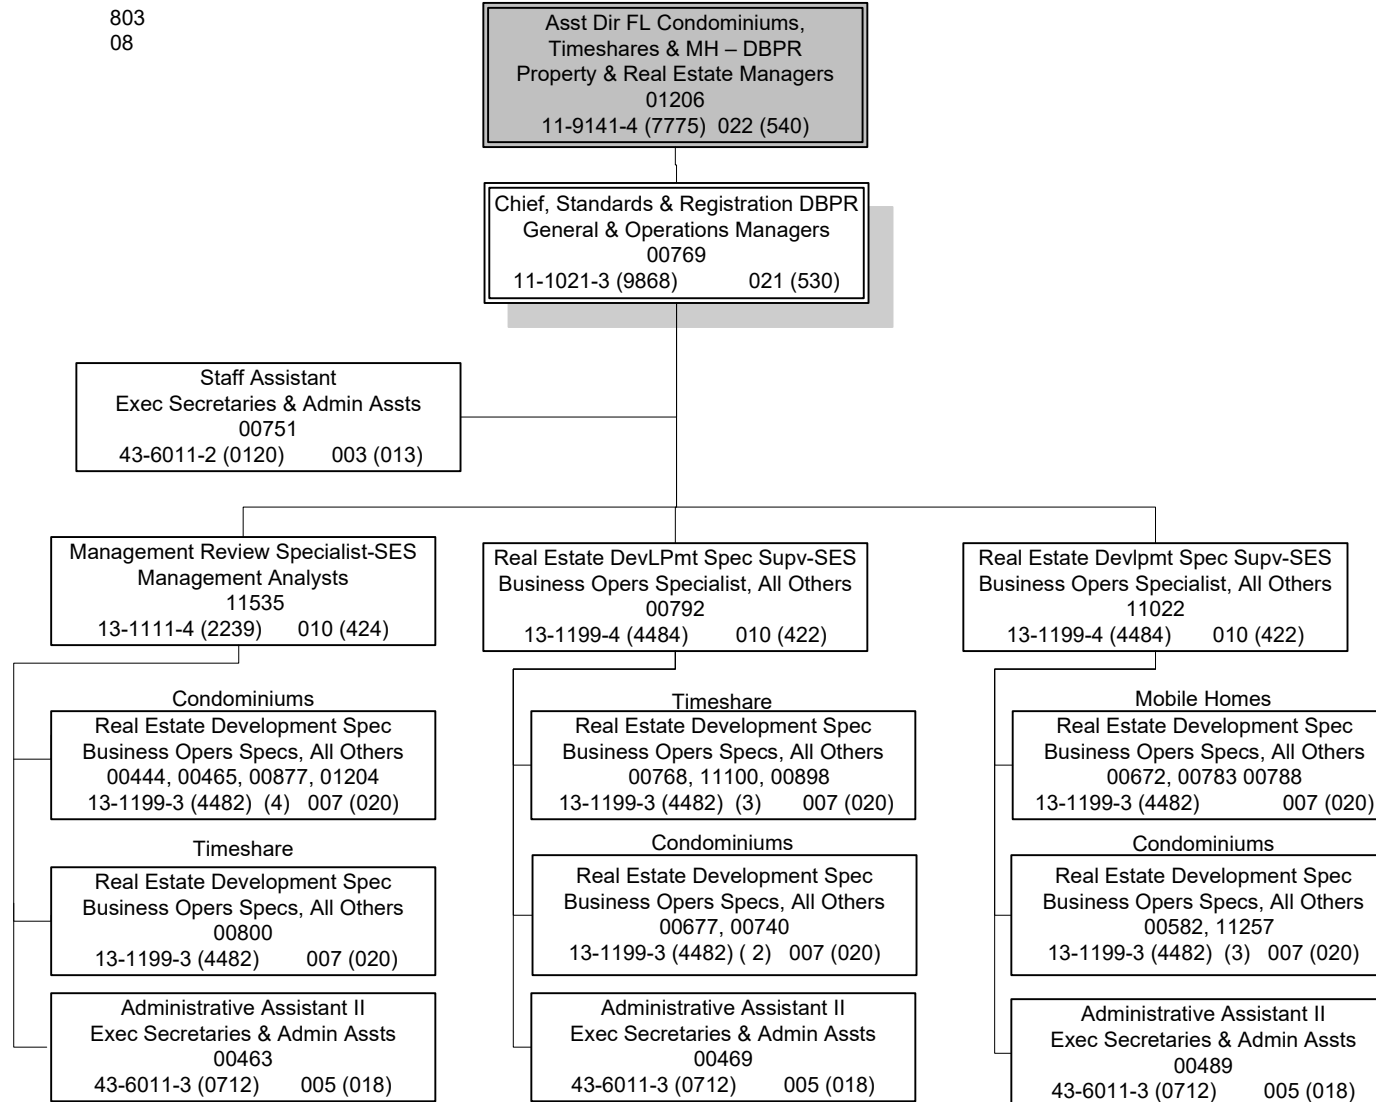 803
08
Asst Dir FL Condominiums,
Timeshares & MH – DBPR
Property & Real Estate Managers
01206
11-9141-4 (7775) 022 (540)
Chief, Standards & Registration DBPR
General & Operations Managers
00769
11-1021-3 (9868) 021 (530)
Staff Assistant
Exec Secretaries & Admin Assts
00751
43-6011-2 (0120) 003 (013)
Management Review Specialist-SES
Management Analysts
11535
13-1111-4 (2239) 010 (424)
Condominiums
Real Estate Development Spec
Business Opers Specs, All Others
00444, 00465, 00877, 01204
13-1199-3 (4482) (4) 007 (020)
Timeshare
Real Estate Development Spec
Business Opers Specs, All Others
00800
13-1199-3 (4482) 007 (020)
Administrative Assistant II
Exec Secretaries & Admin Assts
00463
43-6011-3 (0712) 005 (018)
Real Estate DevLPmt Spec Supv-SES
Business Opers Specialist, All Others
00792
13-1199-4 (4484) 010 (422)
Timeshare
Real Estate Development Spec
Business Opers Specs, All Others
00768, 11100, 00898
13-1199-3 (4482) (3) 007 (020)
Condominiums
Real Estate Development Spec
Business Opers Specs, All Others
00677, 00740
13-1199-3 (4482) ( 2) 007 (020)
Administrative Assistant II
Exec Secretaries & Admin Assts
00469
43-6011-3 (0712) 005 (018)
Real Estate Devlpmt Spec Supv-SES
Business Opers Specialist, All Others
11022
13-1199-4 (4484) 010 (422)
Mobile Homes
Real Estate Development Spec
Business Opers Specs, All Others
00672, 00783 00788
13-1199-3 (4482) 007 (020)
Condominiums
Real Estate Development Spec
Business Opers Specs, All Others
00582, 11257
13-1199-3 (4482) (3) 007 (020)
Administrative Assistant II
Exec Secretaries & Admin Assts
00489
43-6011-3 (0712) 005 (018)